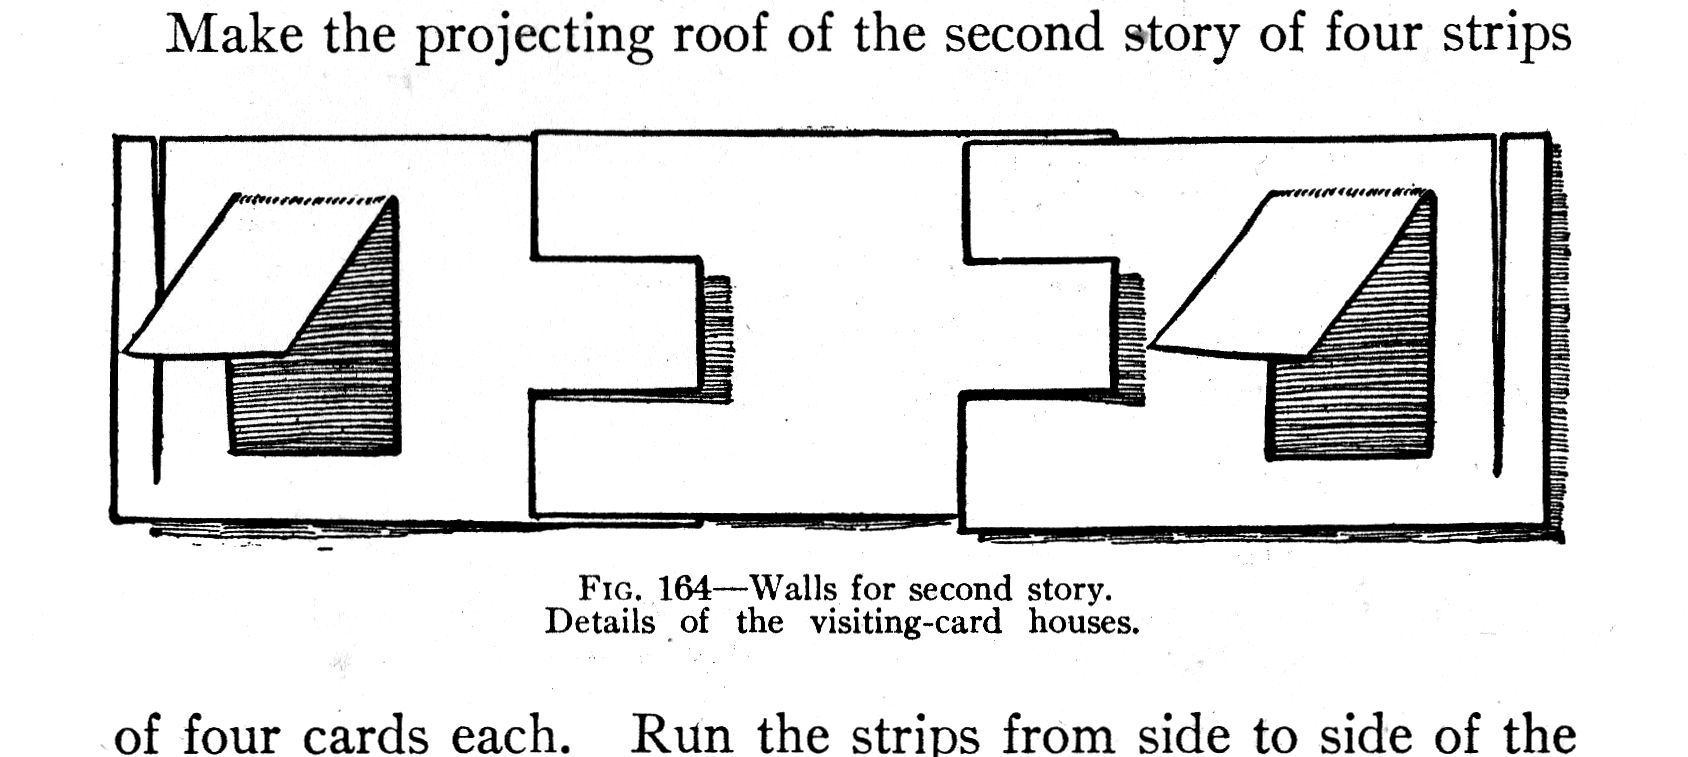 Make the projecting roof of the second story of four strips
FIG. 164—Walls for second story.
Details of the visiting-card houses.
of four cards each. Run the strips from side to side of the